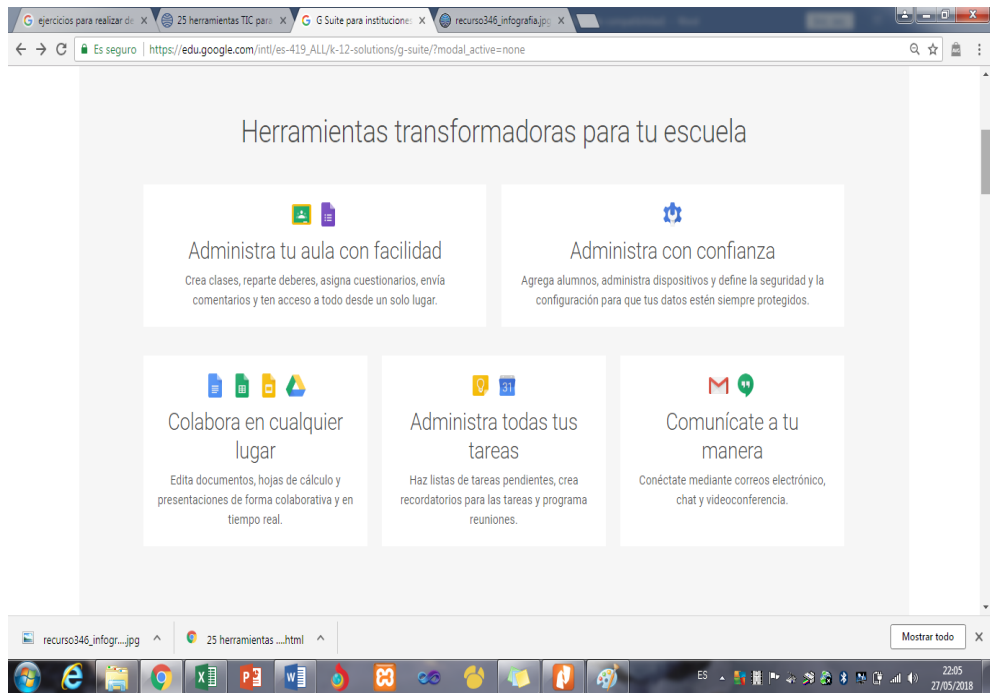 ejercicios para realizar de
25 herramientas TIC para
G Suite para instituciones
recurso346_infografia.jpg
Es seguro | https://edu.google.com/intl/es-419_ALL/k-12-solutions/g-suite/?modal_active=none
Herramientas transformadoras para tu escuela
Administra tu aula con facilidad
Crea clases, reparte deberes, asigna cuestionarios, envía
comentarios y ten acceso a todo desde un solo lugar.
Administra con confianza
Agrega alumnos, administra dispositivos y define la seguridad y la
configuración para que tus datos estén siempre protegidos.
Colabora en cualquier
lugar
Edita documentos, hojas de cálculo y
presentaciones de forma colaborativa y en
tiempo real.
31
Administra todas tus
tareas
Haz listas de tareas pendientes, crea
recordatorios para las tareas y programa
reuniones.
Comunícate a tu
manera
Conéctate mediante correos electrónico,
chat y videoconferencia.
recurso346_infogr....jpg
25 herramientas ....html
Mostrar todo
ES
22:05
27/05/2018